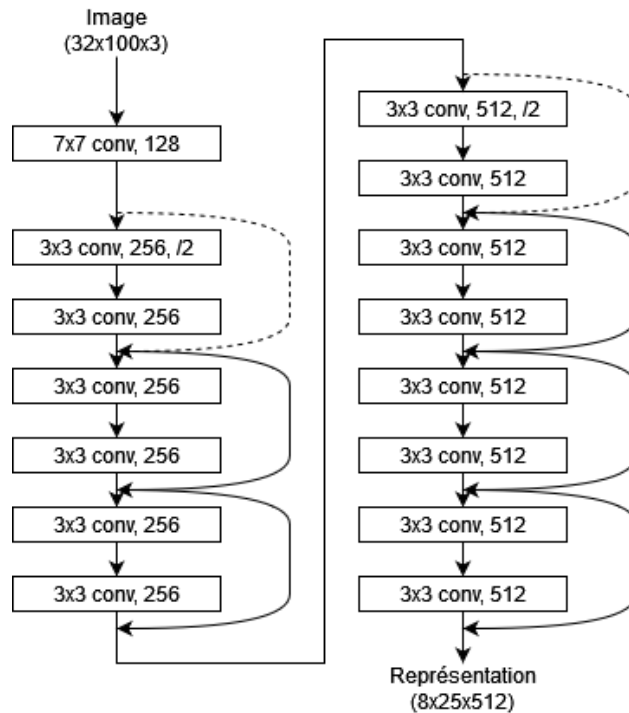 Image
(32x100x3)
7x7 conv, 128
3x3 conv, 256, /2
3x3 conv, 256
3x3 conv, 256
3x3 conv, 256
3x3 conv, 256
3x3 conv, 256
3x3 conv, 512, /2
3x3 conv, 512
3x3 conv, 512
3x3 conv, 512
3x3 conv, 512
3x3 conv, 512
3x3 conv, 512
3x3 conv, 512
Représentation
(8x25x512)